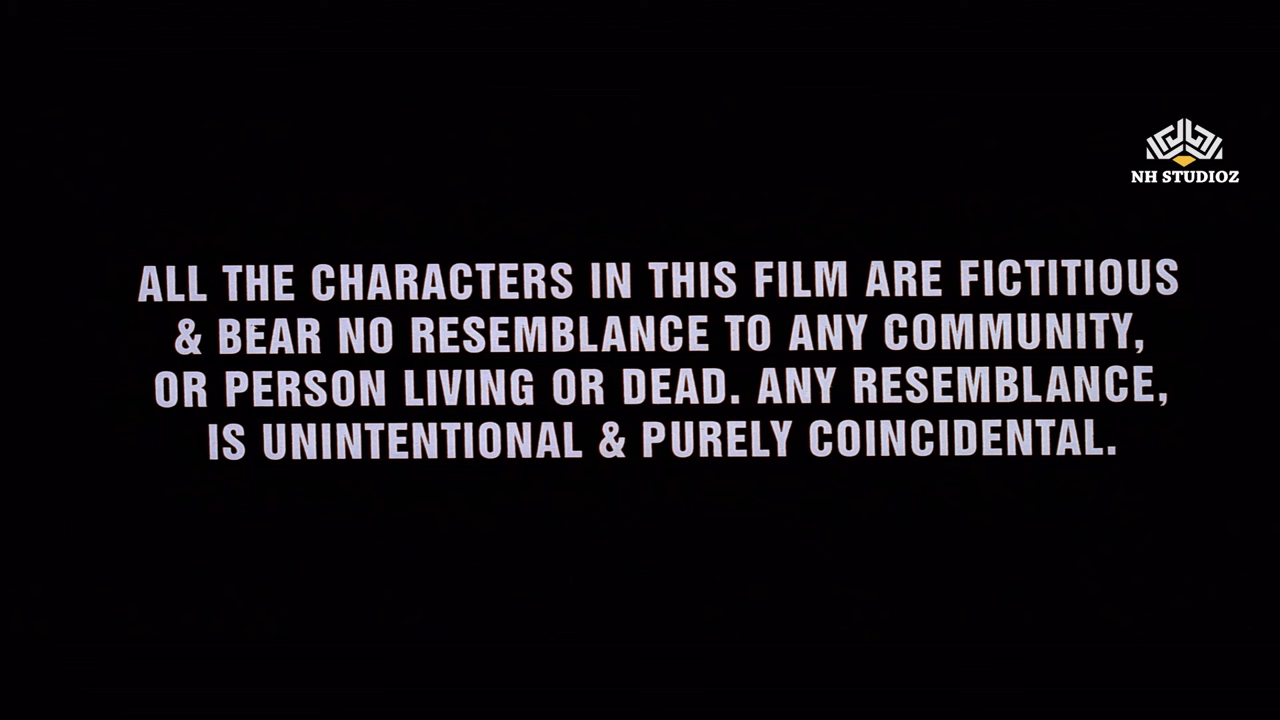 NH STUDIOZ
ALL THE CHARACTERS IN THIS FILM ARE FICTITIOUS
& BEAR NO RESEMBLANCE TO ANY COMMUNITY,
OR PERSON LIVING OR DEAD. ANY RESEMBLANCE,
IS UNINTENTIONAL & PURELY COINCIDENTAL.